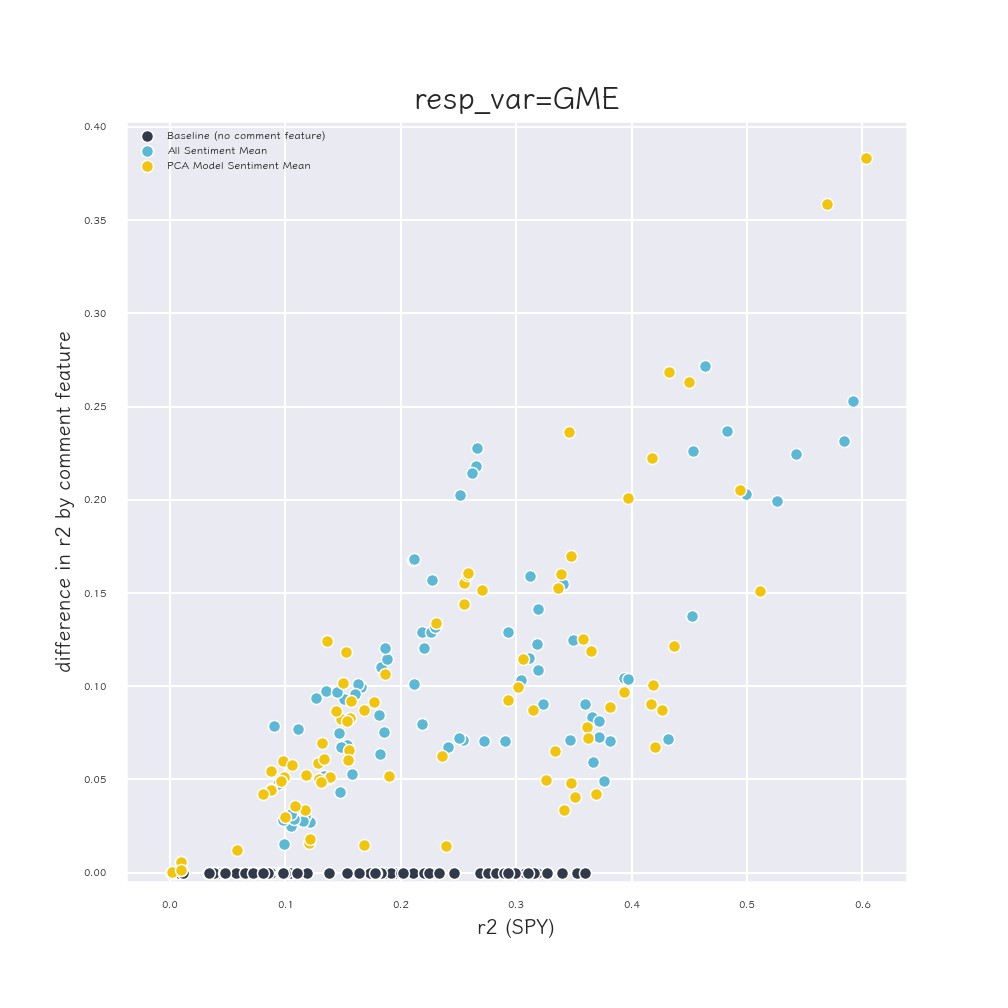 resp_var=GME
Baseline (no comment feature)
All Sentiment Mean
PCA Model Sentiment Mean
0.40
0.35
0.30
0.25
0.20
0.15
0.10
0.05
0.00
difference in r2 by comment feature
0.0 0.1 0.2 0.3 0.4 0.5 0.6
r2 (SPY)